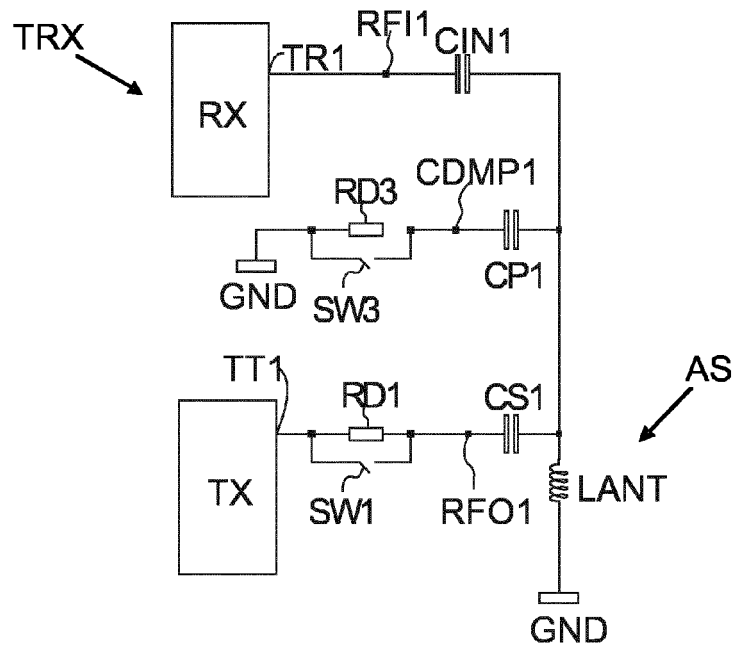 TRX
RFI1
CIN1
TR1
RX
CDMP1
RD3
CP1
GND
SW3
TT1
RD1
CS1
AS
TX
SW1
RFO1
LANT
GND